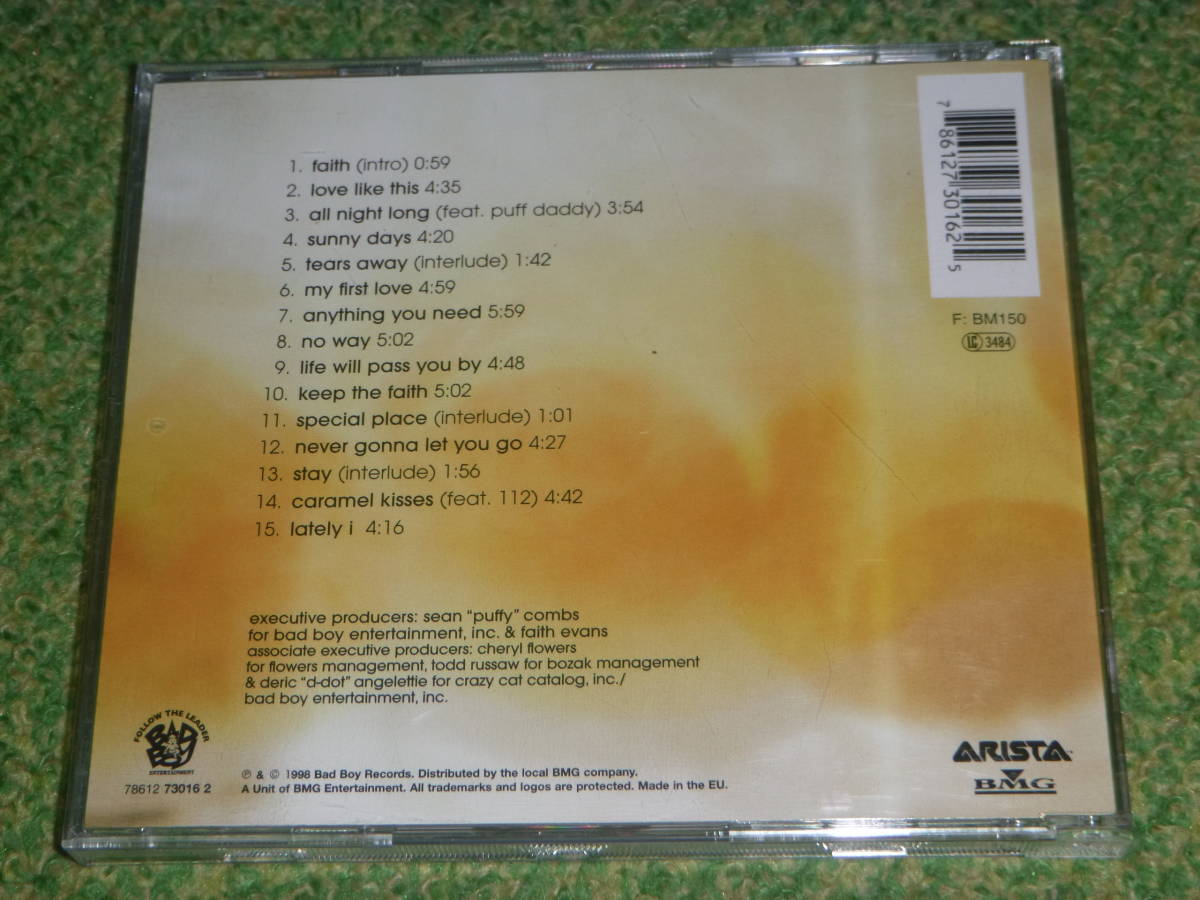 1. faith (intro) 0:59
2. love like this 4:35
3. all night long (feat. puff daddy) 3:54
4. sunny days 4:20
5. tears away (interlude) 1:42
6. my first love 4:59
7. anything you need 5:59
8. no way 5:02
9. life will pass you by 4:48
10. keep the faith 5:02
11. special place (interlude) 1:01
12. never gonna let you go 4:27
13. stay (interlude) 1:56
14. caramel kisses (feat. 112) 4:42
15. lately i 4:16
7 86127 30162 5
F: BM150
LC 3484
executive producers: sean "puffy" combs
for bad boy entertainment, inc. & faith evans
associate executive producers: cheryl flowers
for flowers management, todd russaw for bozak management
& deric "d-dot" angelettie for crazy cat catalog, inc./
bad boy entertainment, inc.
FOLLOW THE LEADER
BAD
BOY
ENTERTAINMENT
78612 73016 2
℗ & © 1998 Bad Boy Records. Distributed by the local BMG company.
A Unit of BMG Entertainment. All trademarks and logos are protected. Made in the EU.
ARISTA
BMG